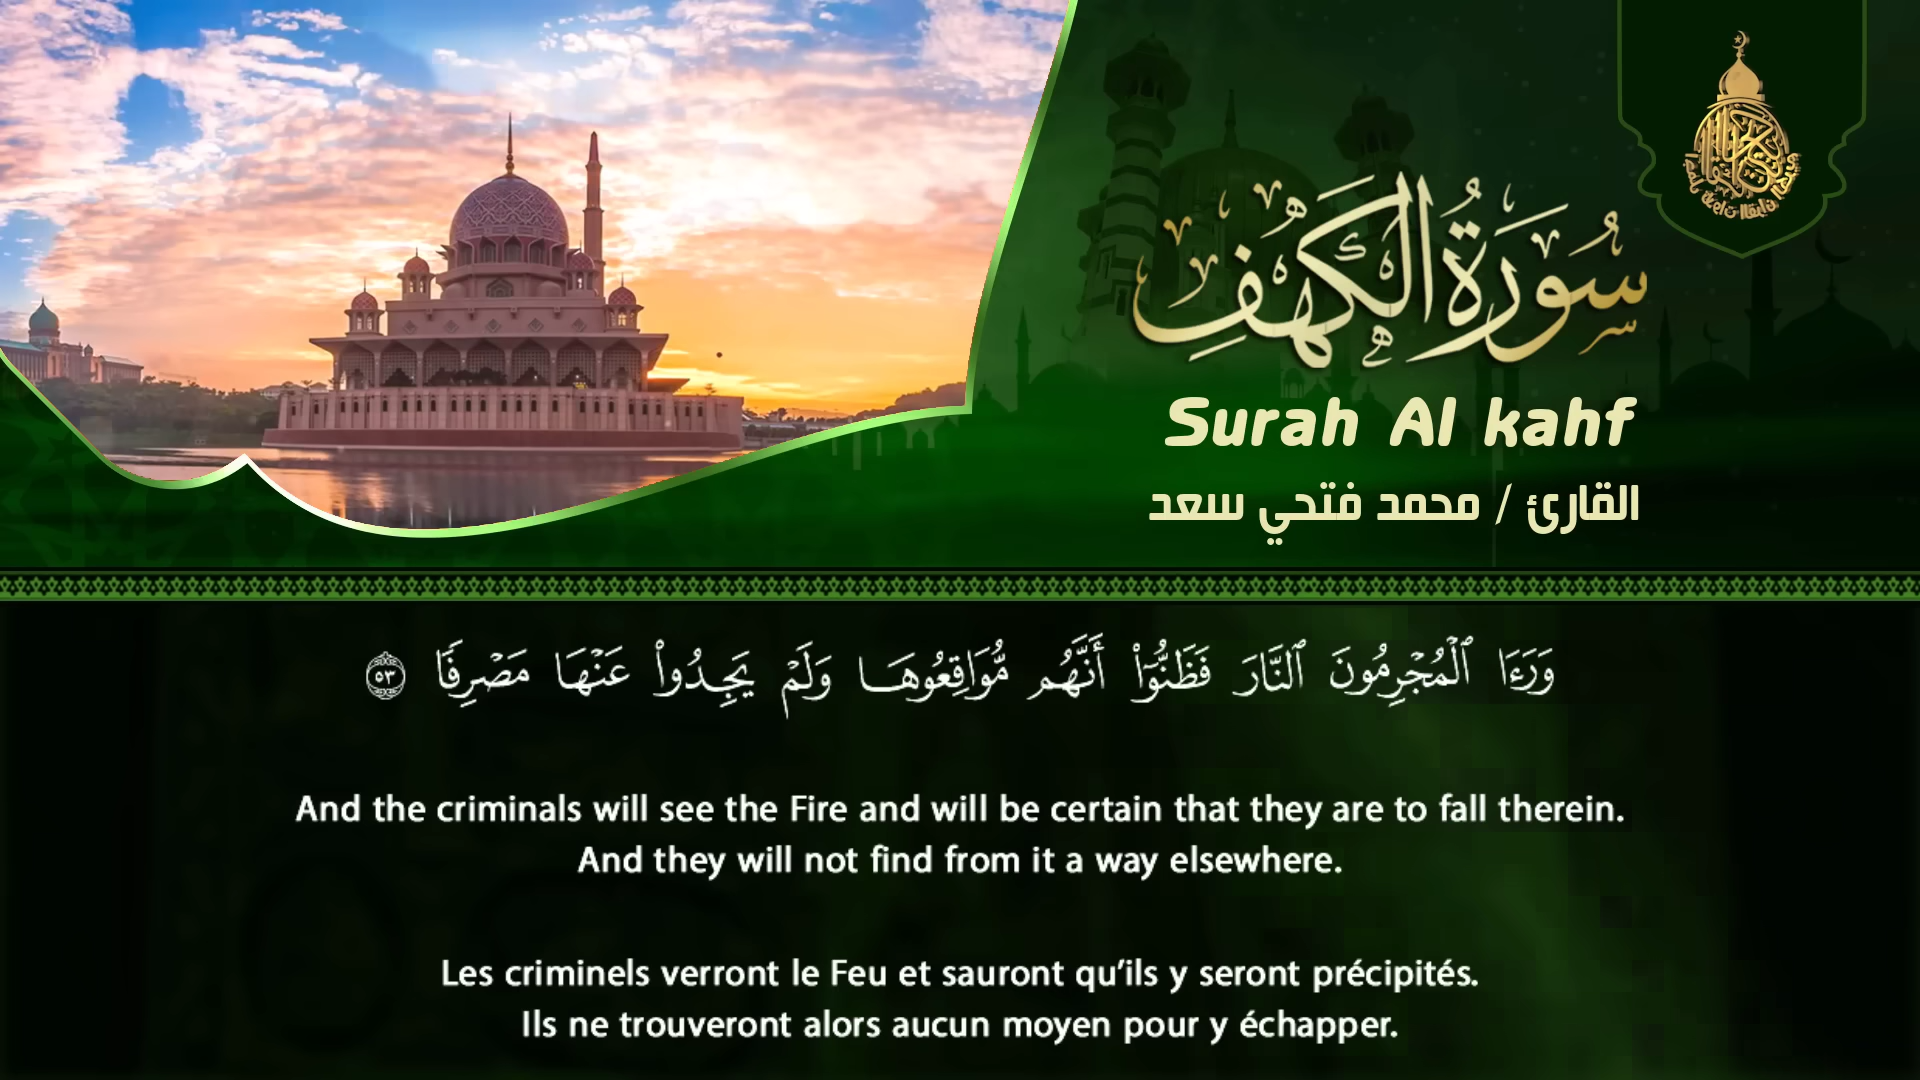 سُورَةُ الكَهْفِ
Surah Al kahf
القارئ / محمد فتحي سعد
وَرَءَا ٱلْمُجْرِمُونَ ٱلنَّارَ فَظَنُّوٓا۟ أَنَّهُم مُّوَاقِعُوهَا وَلَمْ يَجِدُوا۟ عَنْهَا مَصْرِفًا ٥٣
And the criminals will see the Fire and will be certain that they are to fall therein.
And they will not find from it a way elsewhere.
Les criminels verront le Feu et sauront qu’ils y seront précipités.
Ils ne trouveront alors aucun moyen pour y échapper.